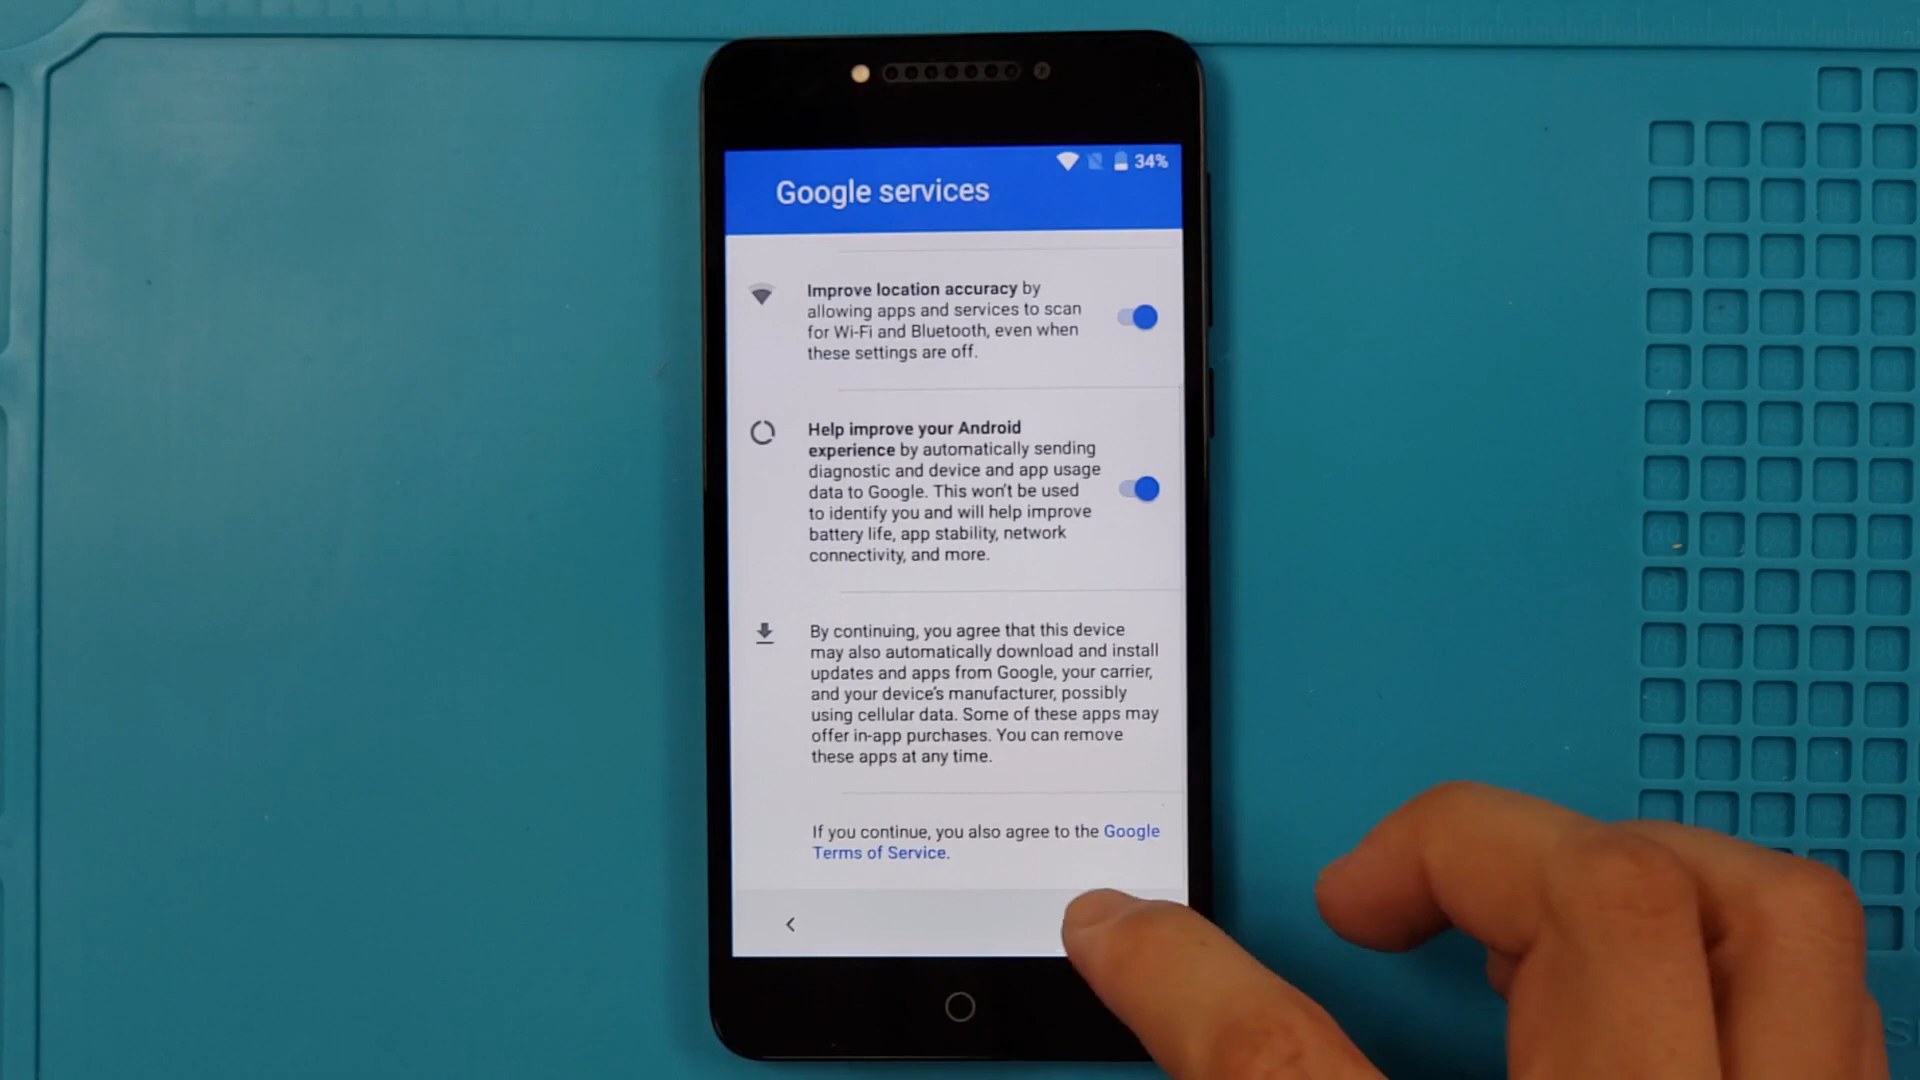 34%
Google services
Improve location accuracy by
allowing apps and services to scan
for Wi-Fi and Bluetooth, even when
these settings are off.
Help improve your Android
experience by automatically sending
diagnostic and device and app usage
data to Google. This won't be used
to identify you and will help improve
battery life, app stability, network
connectivity, and more.
By continuing, you agree that this device
may also automatically download and install
updates and apps from Google, your carrier,
and your device's manufacturer, possibly
using cellular data. Some of these apps may
offer in-app purchases. You can remove
these apps at any time.
If you continue, you also agree to the Google
Terms of Service.